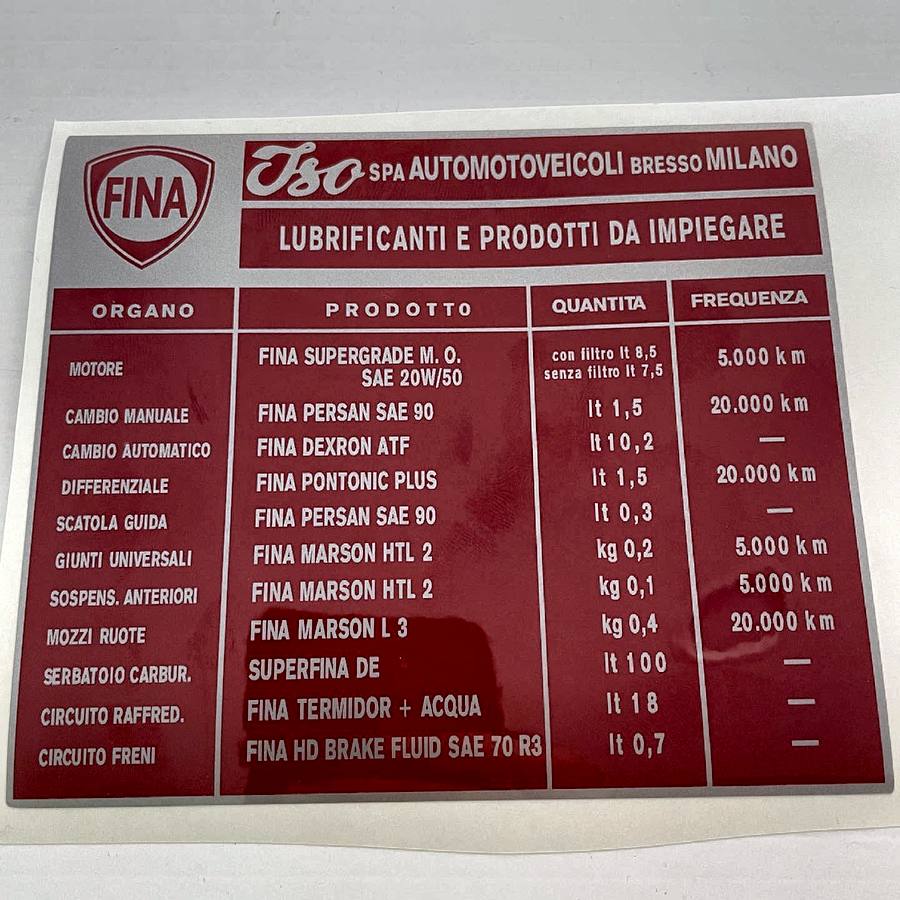 FINA
Iso SPA AUTOMOTOVEICOLI BRESSO MILANO
LUBRIFICANTI E PRODOTTI DA IMPIEGARE
ORGANO PRODOTTO QUANTITA FREQUENZA
MOTORE FINA SUPERGRADE M. O. SAE 20W/50 con filtro lt 8,5 senza filtro lt 7,5 5.000 km
CAMBIO MANUALE FINA PERSAN SAE 90 lt 1,5 20.000 km
CAMBIO AUTOMATICO FINA DEXRON ATF lt 10,2 —
DIFFERENZIALE FINA PONTONIC PLUS lt 1,5 20.000 km
SCATOLA GUIDA FINA PERSAN SAE 90 lt 0,3 —
GIUNTI UNIVERSALI FINA MARSON HTL 2 kg 0,2 5.000 km
SOSPENS. ANTERIORI FINA MARSON HTL 2 kg 0,1 5.000 km
MOZZI RUOTE FINA MARSON L 3 kg 0,4 20.000 km
SERBATOIO CARBUR. SUPERFINA DE lt 100 —
CIRCUITO RAFFRED. FINA TERMIDOR + ACQUA lt 18 —
CIRCUITO FRENI FINA HD BRAKE FLUID SAE 70 R3 lt 0,7 —